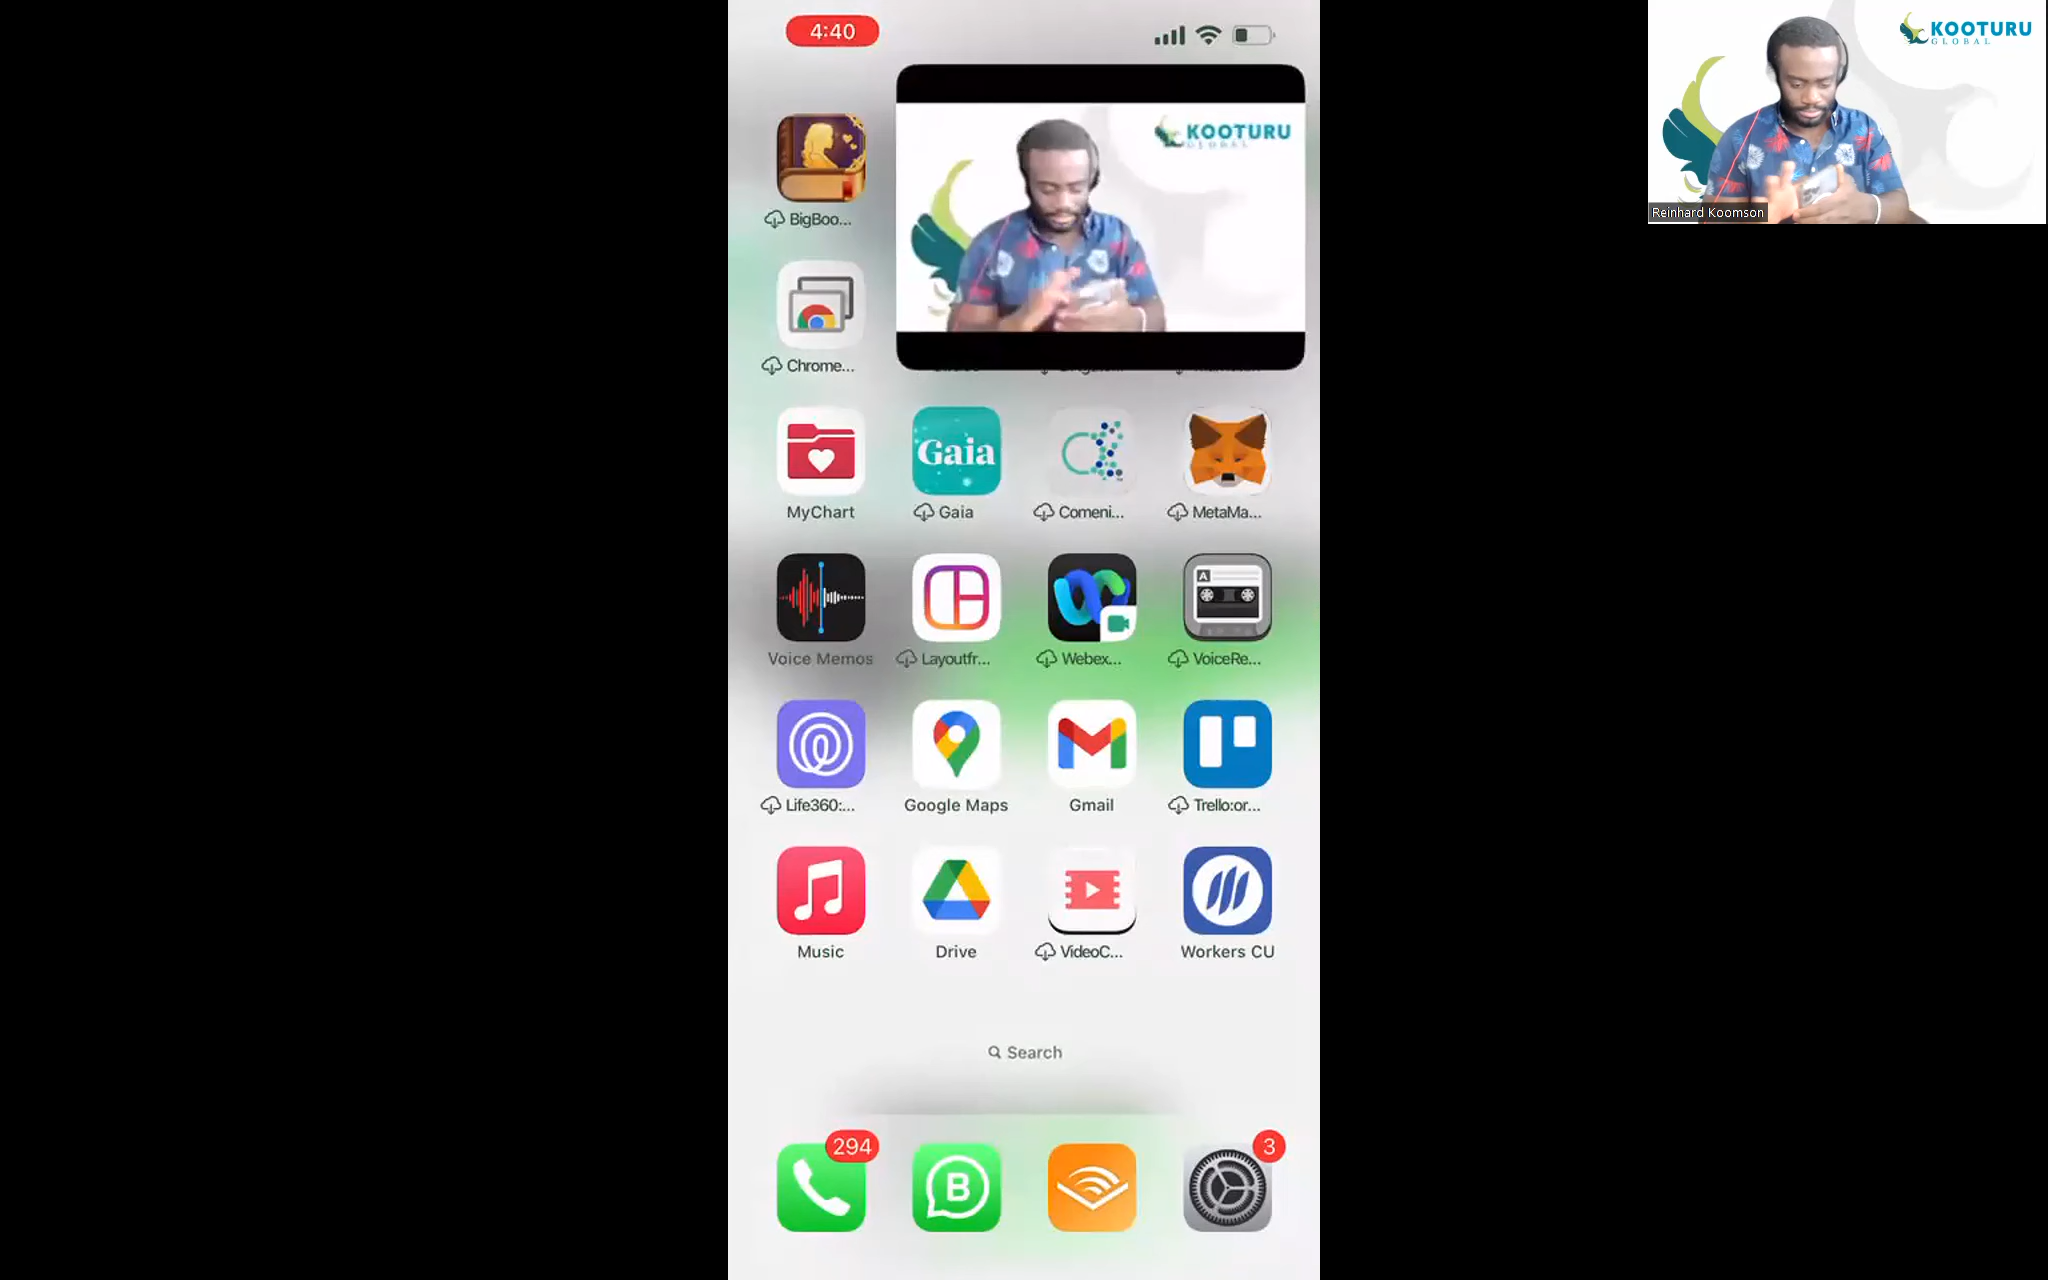 4:40
KOOTURU
GLOBAL
Reinhard Koomson
KOOTURU
GLOBAL
BigBoo...
Chrome...
MyChart
Gaia
Gaia
Comeni...
MetaMa...
Voice Memos
Layoutfr...
Webex...
A
VoiceRe...
Life360:...
Google Maps
Gmail
Trello:or...
Music
Drive
VideoC...
Workers CU
Search
294
B
3